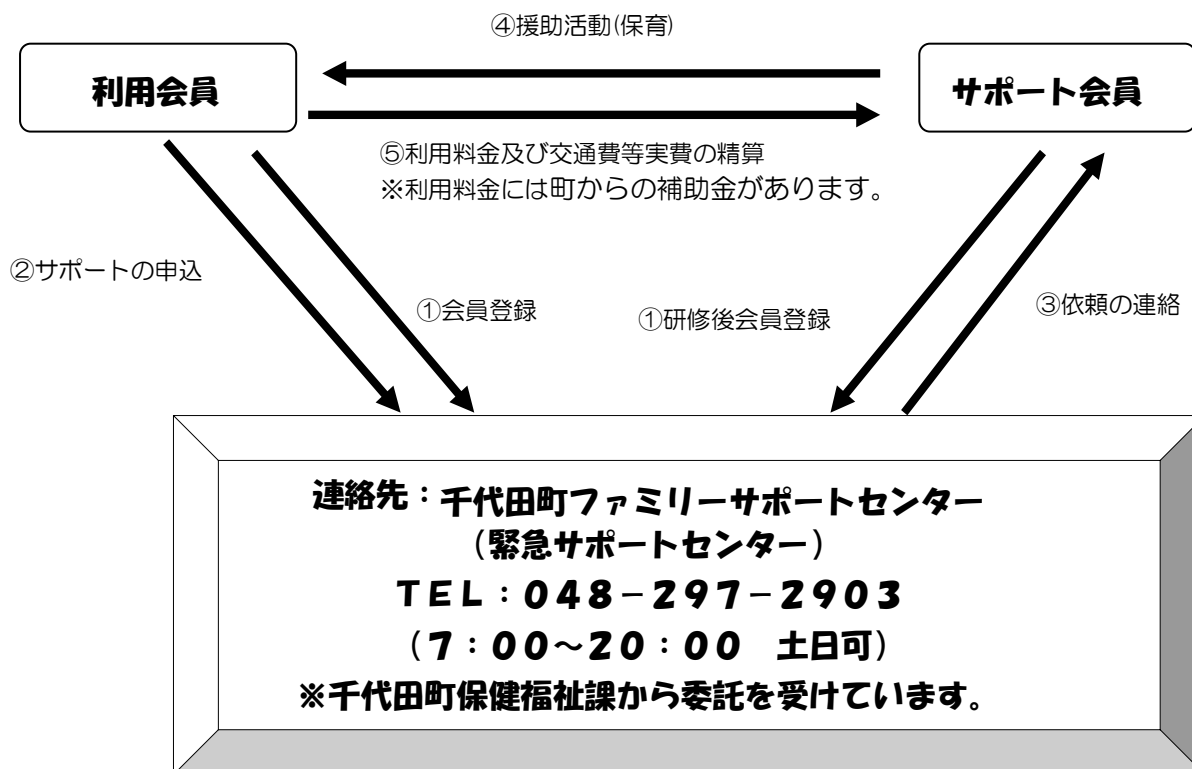 ④援助活動(保育)
利用会員
サポート会員
⑤利用料金及び交通費等実費の精算
※利用料金には町からの補助金があります。
②サポートの申込
①会員登録
①研修後会員登録
③依頼の連絡
連絡先：千代田町ファミリーサポートセンター
（緊急サポートセンター）
ＴＥＬ：０４８－２９７－２９０３
（７：００～２０：００　土日可）
※千代田町保健福祉課から委託を受けています。